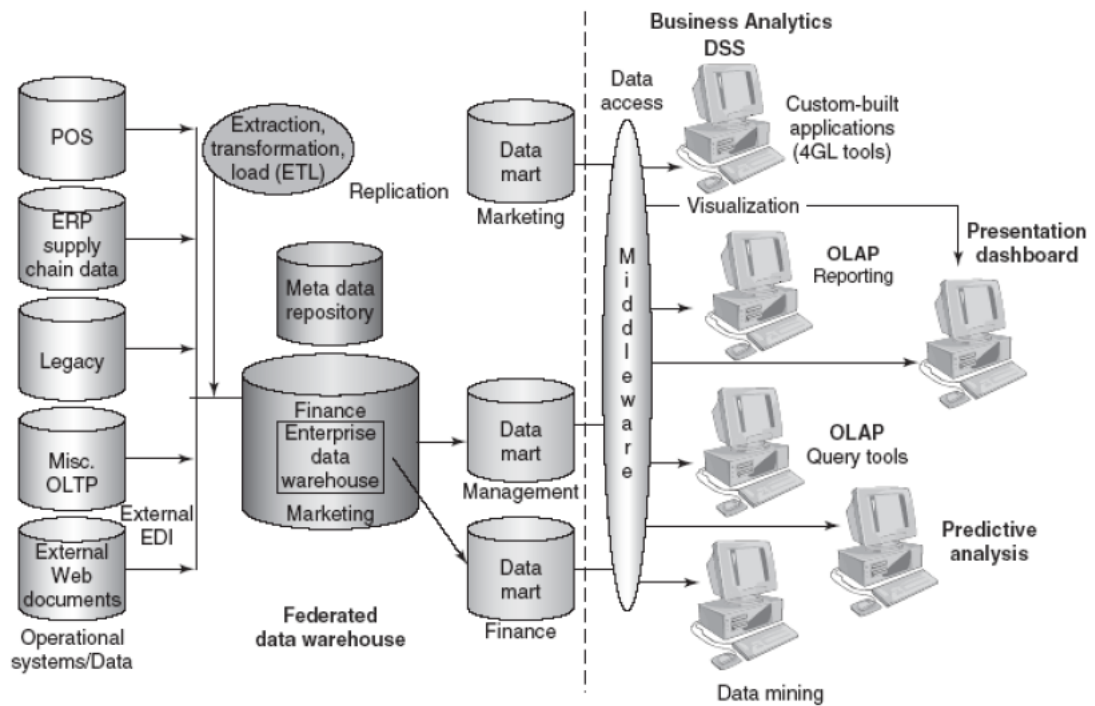 Business Analytics
DSS
Data
access
Custom-built
applications
(4GL tools)
POS
Extraction,
transformation,
load (ETL)
Replication
Data
mart
Marketing
Visualization
Presentation
dashboard
ERP
supply
chain data
Meta data
repository
Middleware
OLAP
Reporting
Legacy
Finance
Enterprise
data
warehouse
Marketing
Data
mart
Management
OLAP
Query tools
Misc.
OLTP
External
EDI
External
Web
documents
Operational
systems/Data
Federated
data warehouse
Data
mart
Finance
Predictive
analysis
Data mining